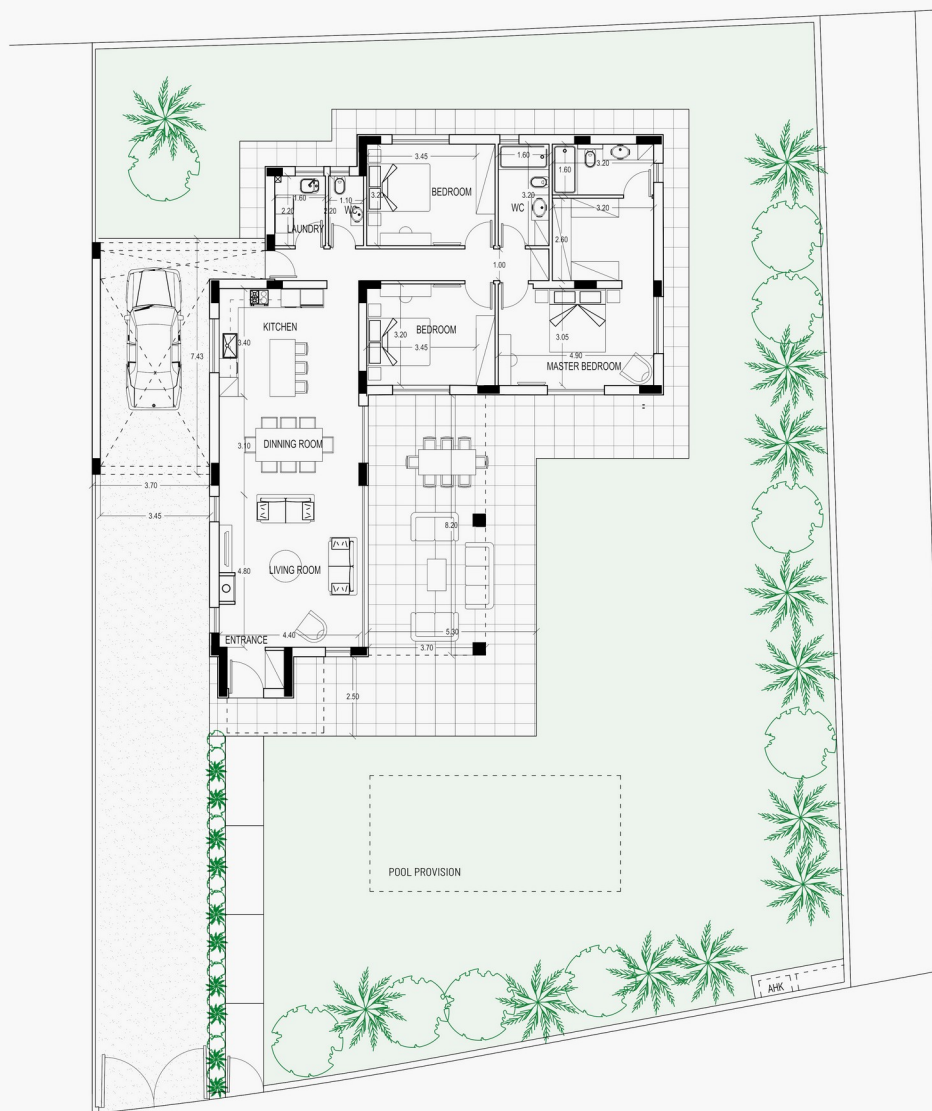 3.45
1.60
3.20
1.60
3.20
BEDROOM
3.20
1.60
1.10
WC
2.20
2.20
LAUNDRY
WC
3.20
2.60
1.00
KITCHEN
BEDROOM
3.20
3.45
3.05
4.90
MASTER BEDROOM
3.40
7.43
3.10
DINNING ROOM
3.70
3.45
8.20
4.80
LIVING ROOM
ENTRANCE
4.40
5.30
3.70
2.50
POOL PROVISION
AHK